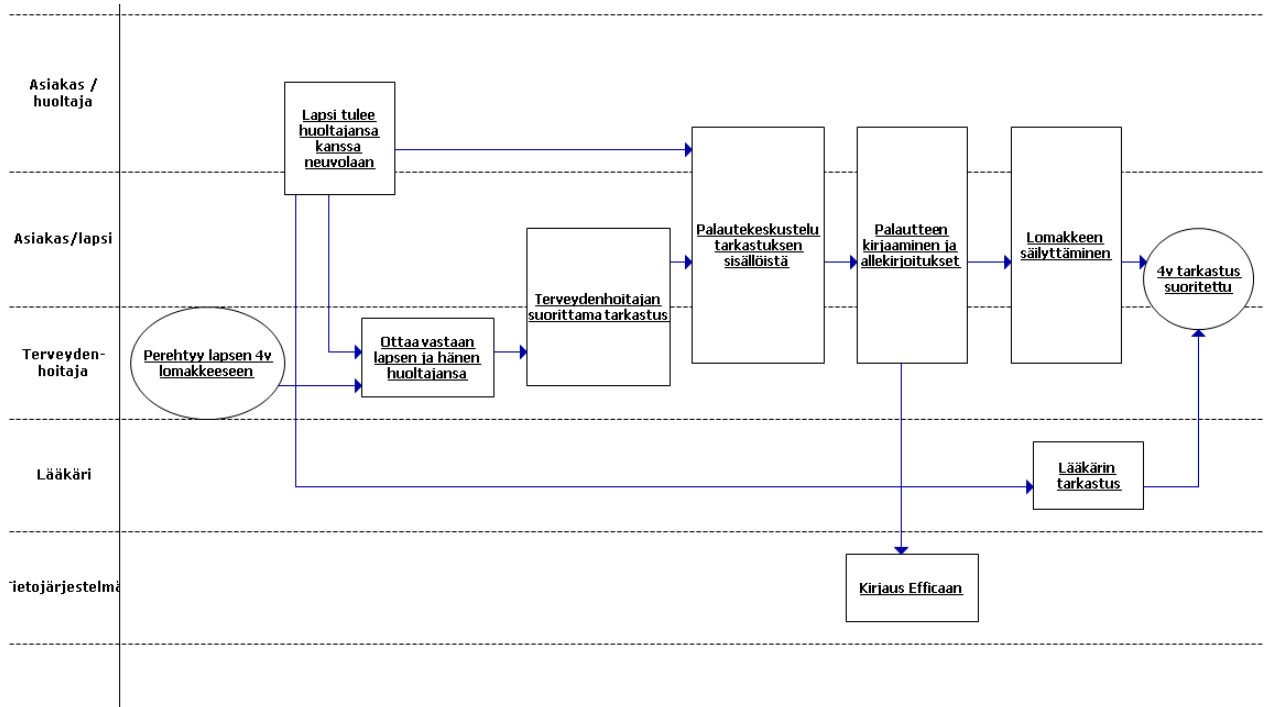 Asiakas /
huoltaja
Lapsi tulee
huoltajansa
kanssa
neuvolaan
Asiakas/lapsi
Palautekeskustelu
tarkastuksen
sisällöistä
Palautteen
kirjaaminen ja
allekirjoitukset
Lomakkeen
säilyttäminen
4v tarkastus
suoritettu
Terveydenhoitajan
suorittama tarkastus
Terveyden-
hoitaja
Perehtyy lapsen 4v
lomakkeeseen
Ottaa vastaan
lapsen ja hänen
huoltajansa
Lääkäri
Lääkärin
tarkastus
Tietojärjestelmä
Kirjaus Efficaan